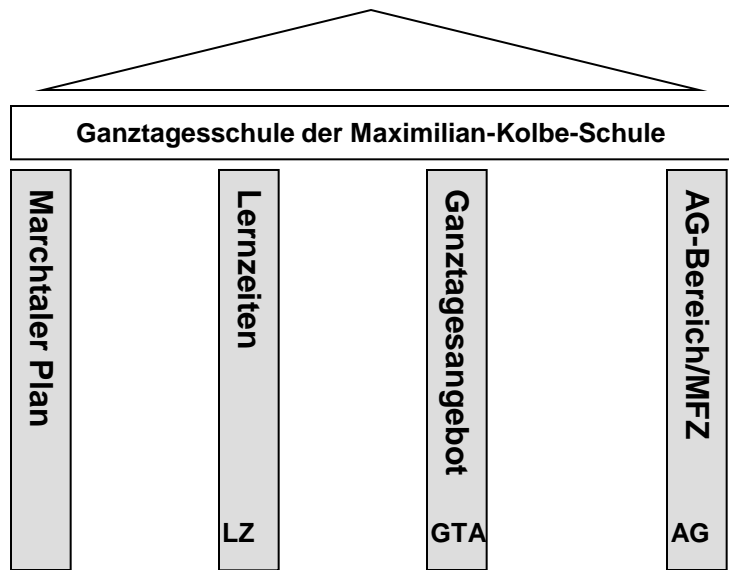 Ganztagesschule der Maximilian-Kolbe-Schule
Marchtaler Plan
Lernzeiten
LZ
Ganztagesangebot
GTA
AG-Bereich/MFZ
AG